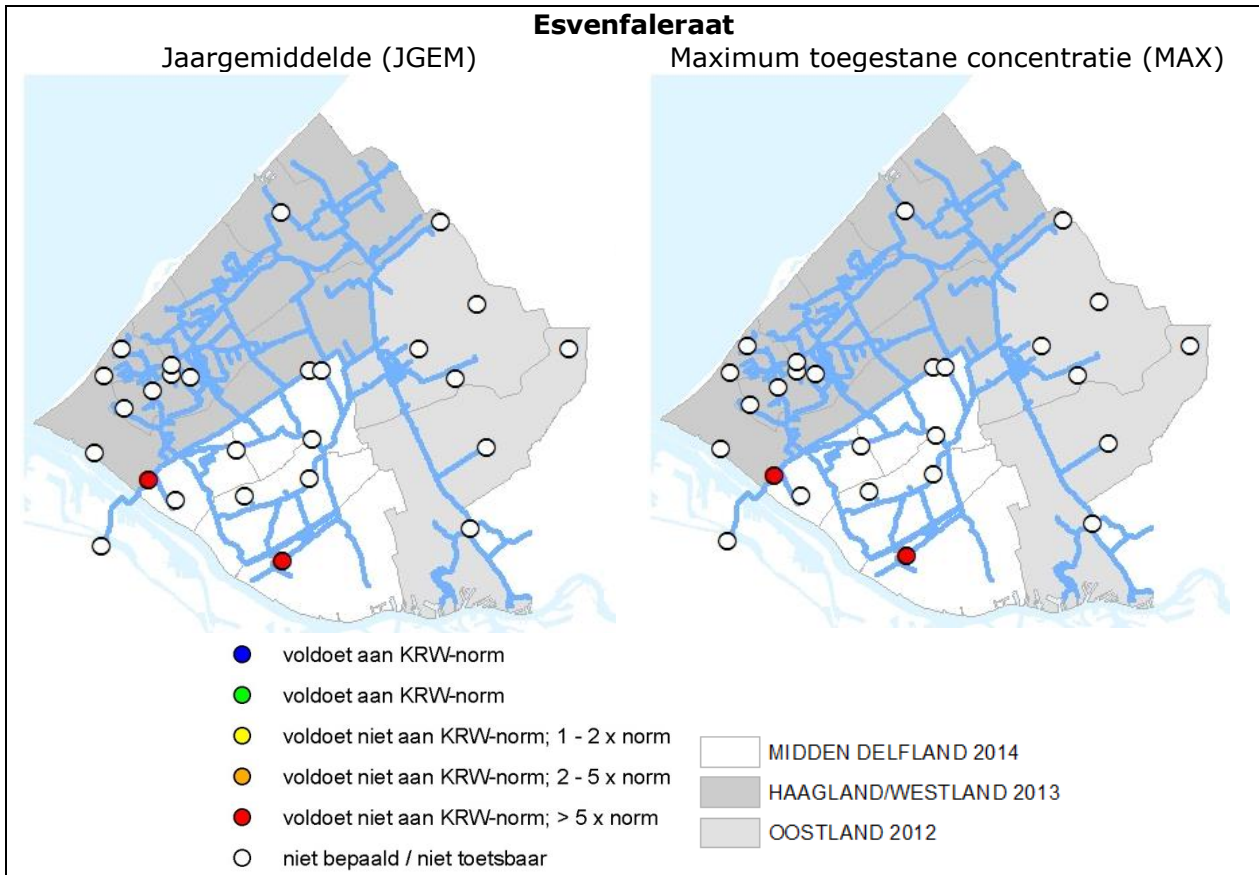 Esvenfaleraat
Jaargemiddelde (JGEM)
Maximum toegestane concentratie (MAX)
voldoet aan KRW-norm
voldoet aan KRW-norm
voldoet niet aan KRW-norm; 1 - 2 x norm
voldoet niet aan KRW-norm; 2 - 5 x norm
voldoet niet aan KRW-norm; > 5 x norm
niet bepaald / niet toetsbaar
MIDDEN DELFLAND 2014
HAAGLAND/WESTLAND 2013
OOSTLAND 2012